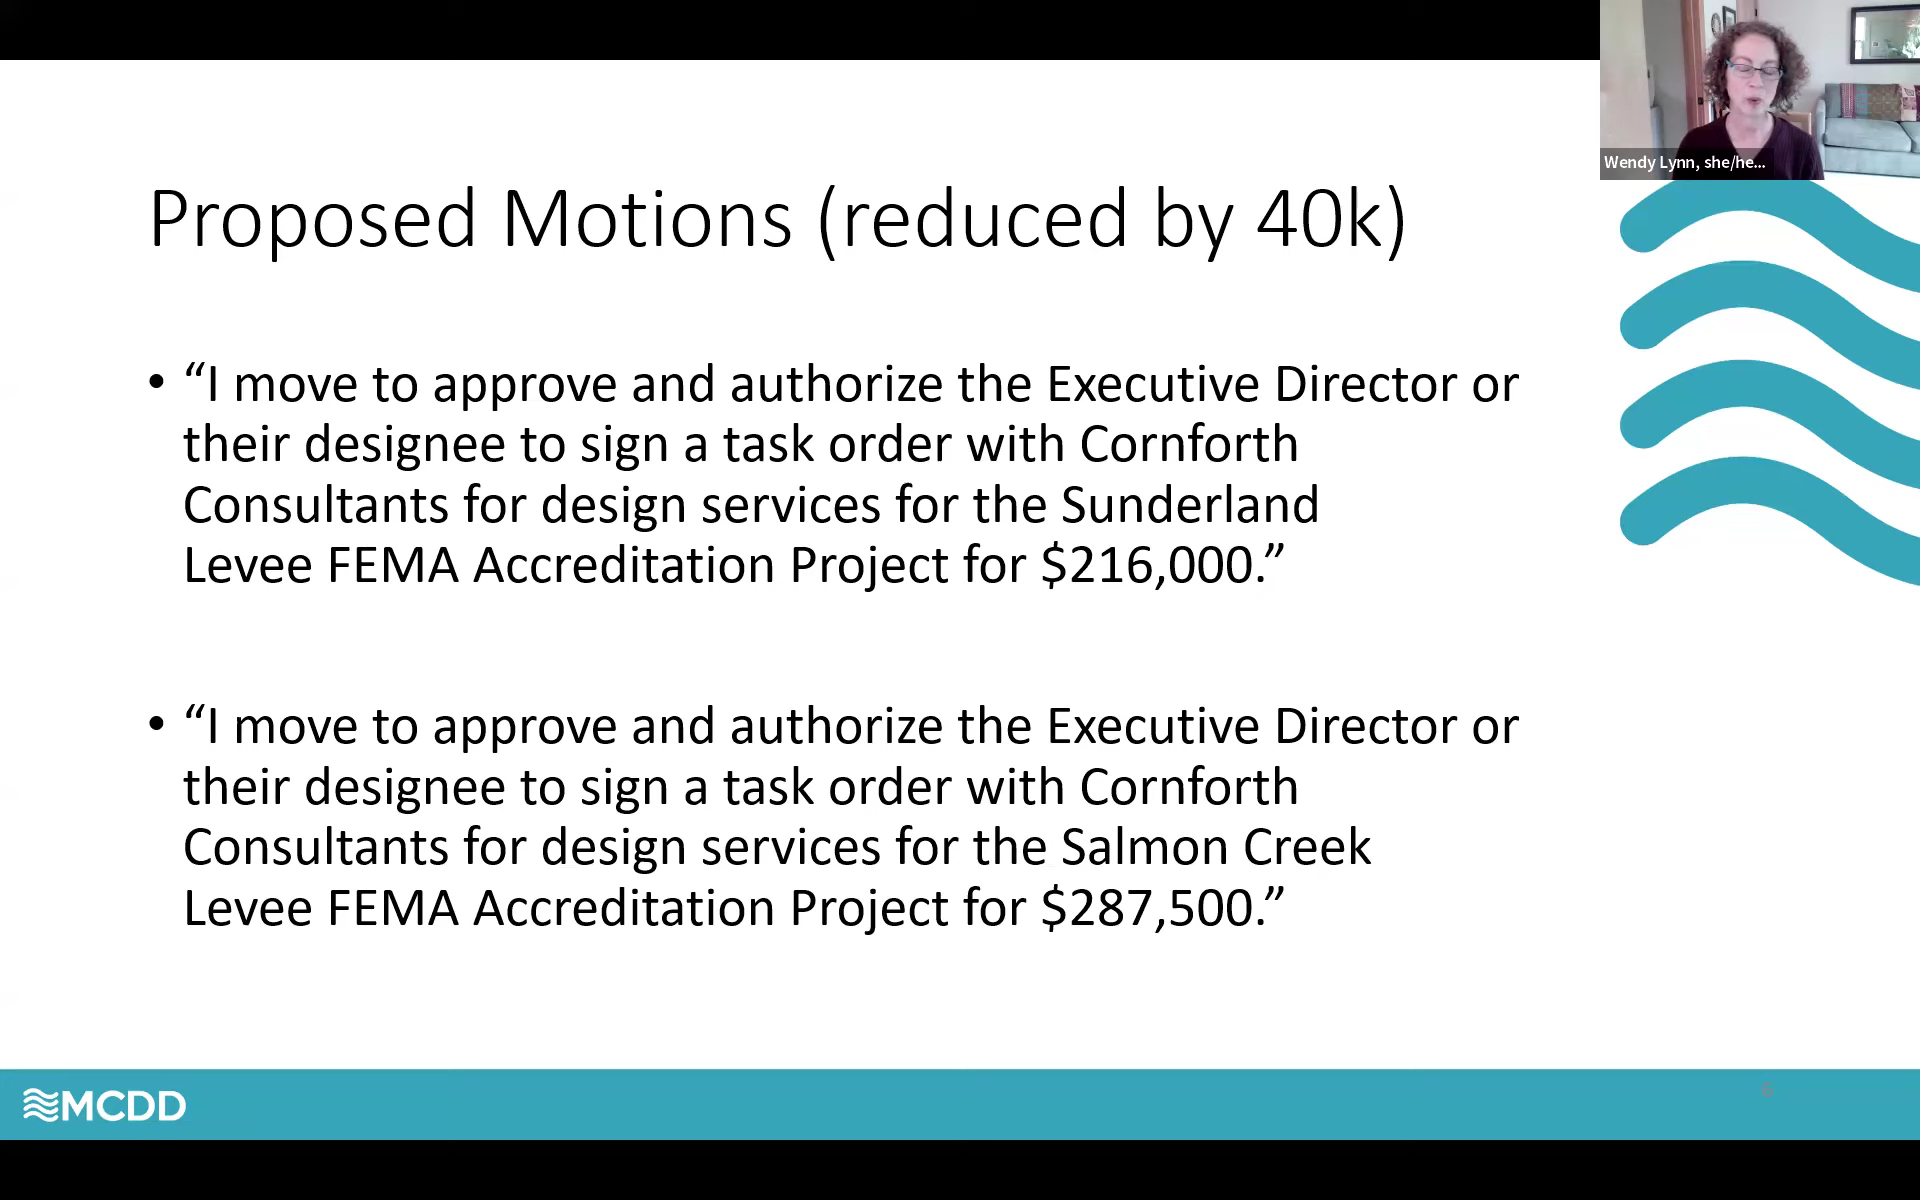 Wendy Lynn, she/he...
Proposed Motions (reduced by 40k)
• “I move to approve and authorize the Executive Director or
their designee to sign a task order with Cornforth
Consultants for design services for the Sunderland
Levee FEMA Accreditation Project for $216,000.”
• “I move to approve and authorize the Executive Director or
their designee to sign a task order with Cornforth
Consultants for design services for the Salmon Creek
Levee FEMA Accreditation Project for $287,500.”
MCDD
6